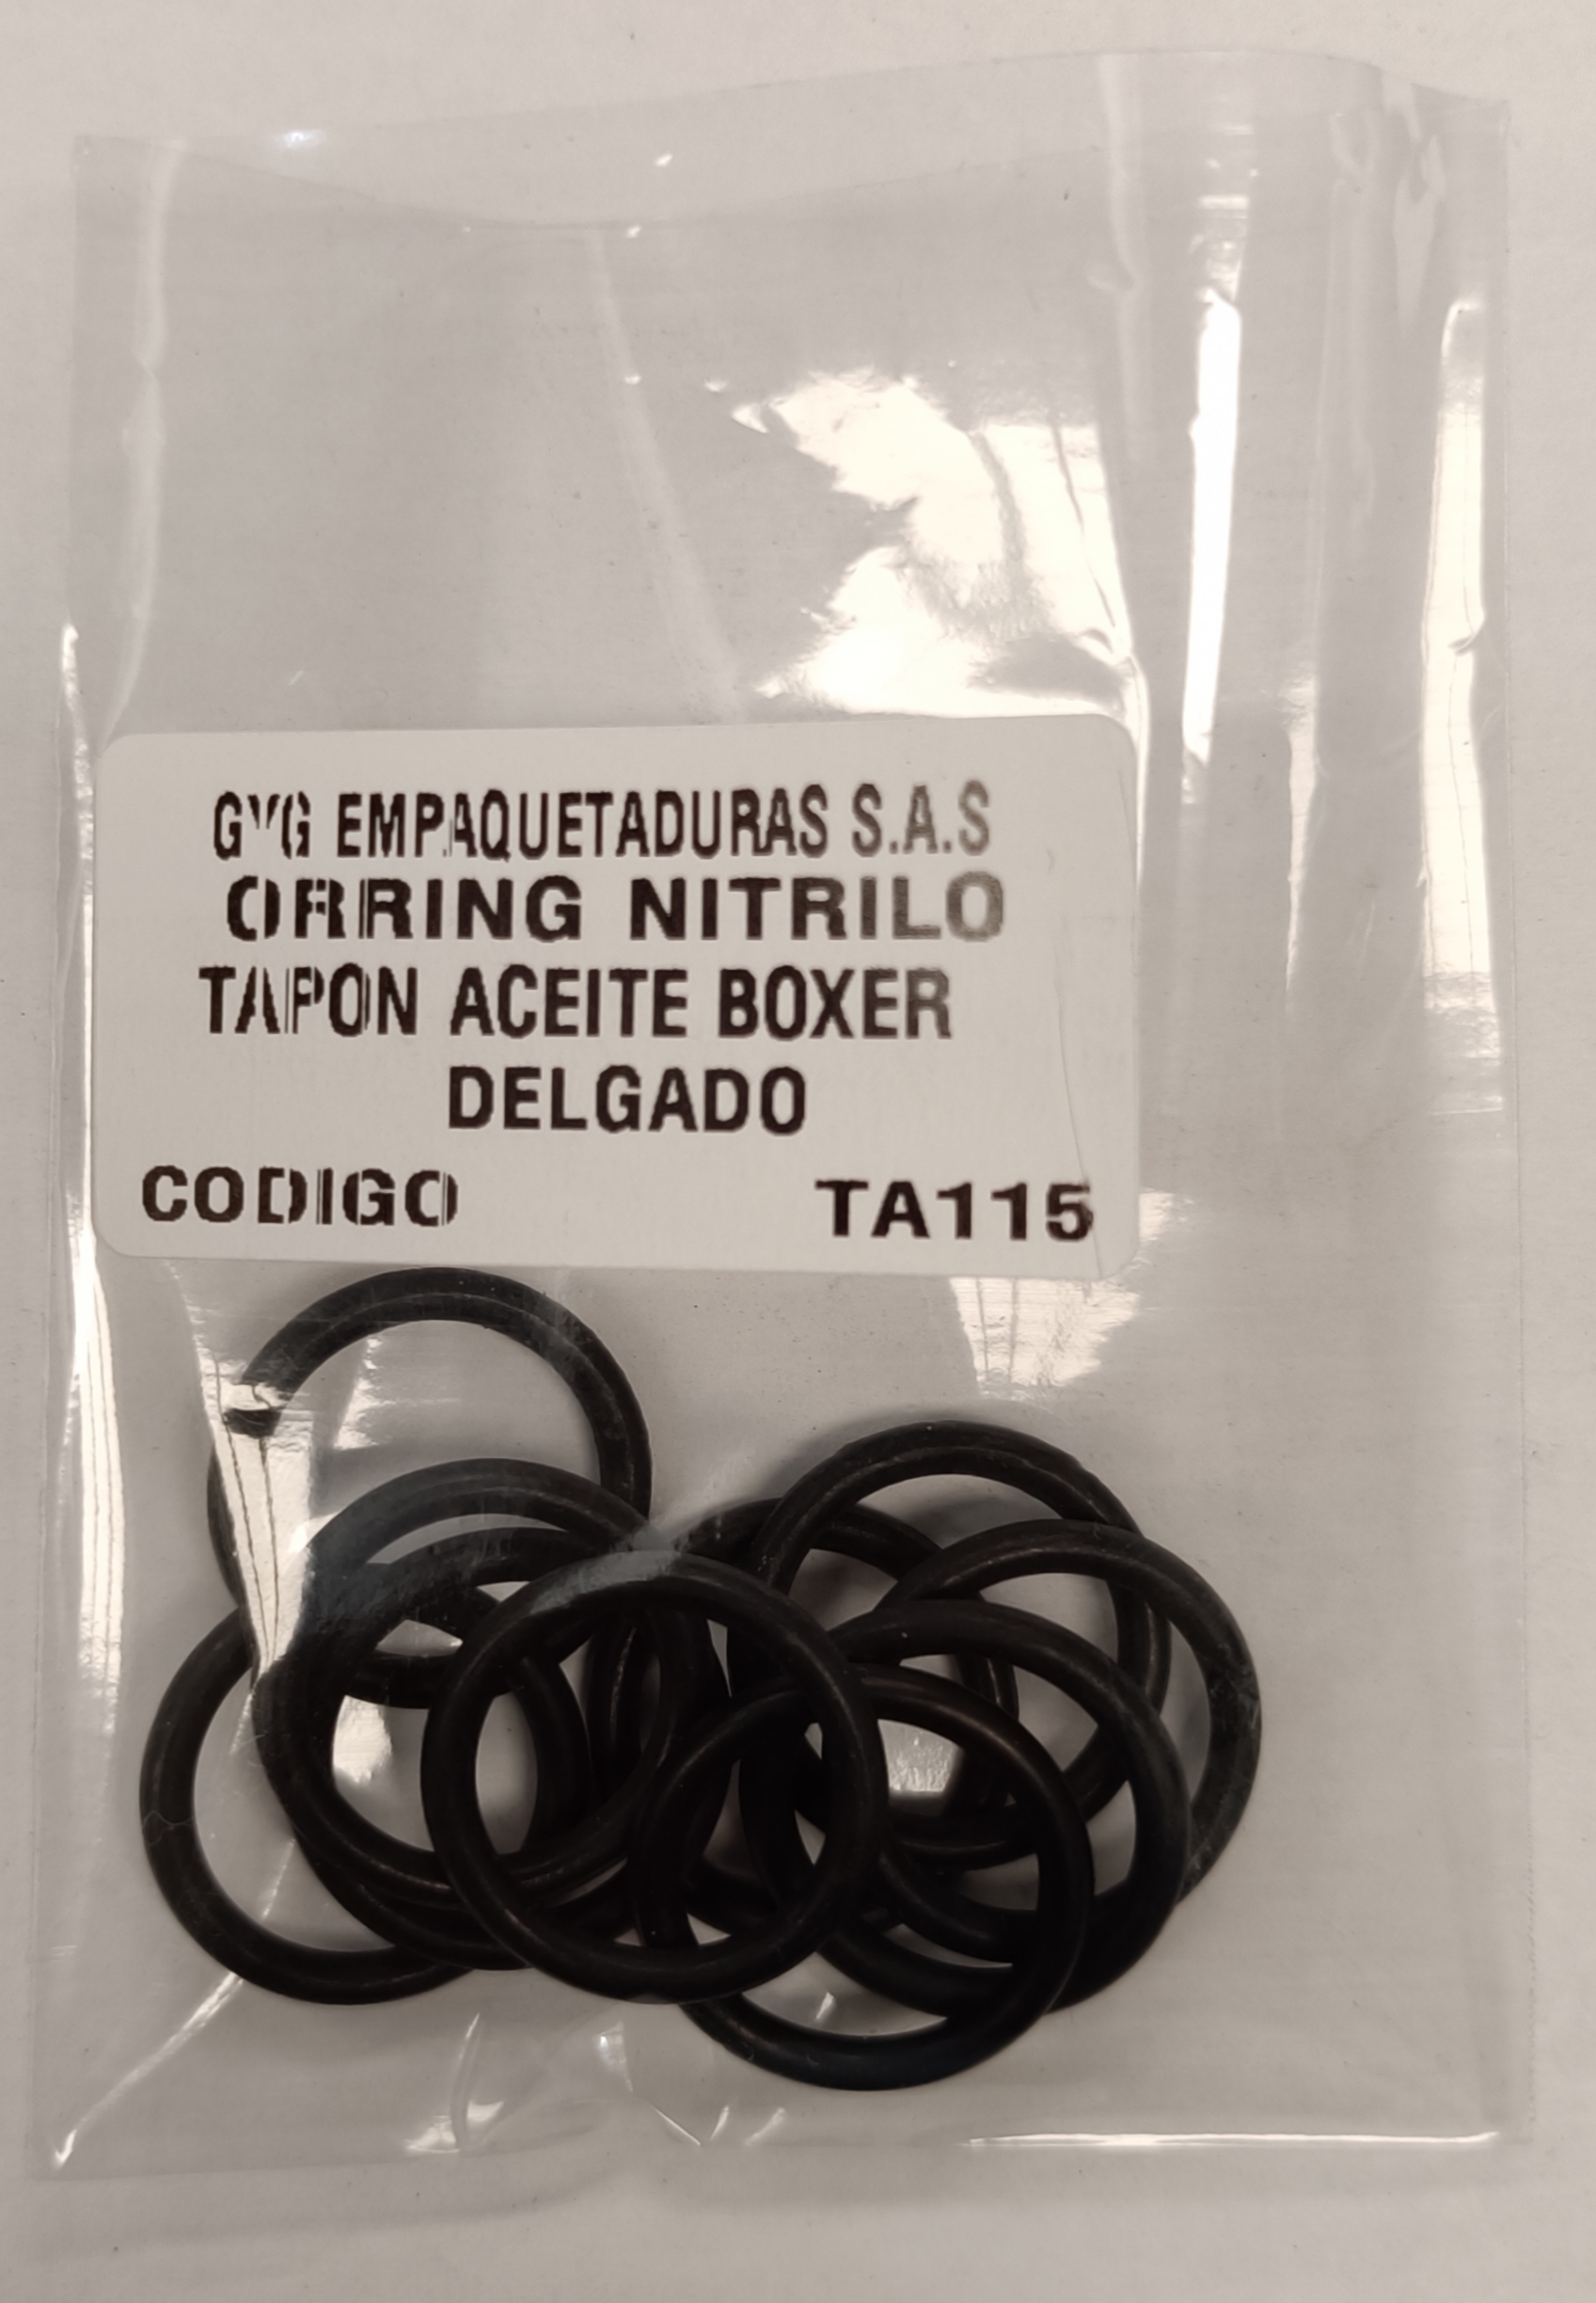 GYG EMPAQUETADURAS S.A.S
ORRING NITRILO
TAPON ACEITE BOXER
DELGADO
CODIGO TA115